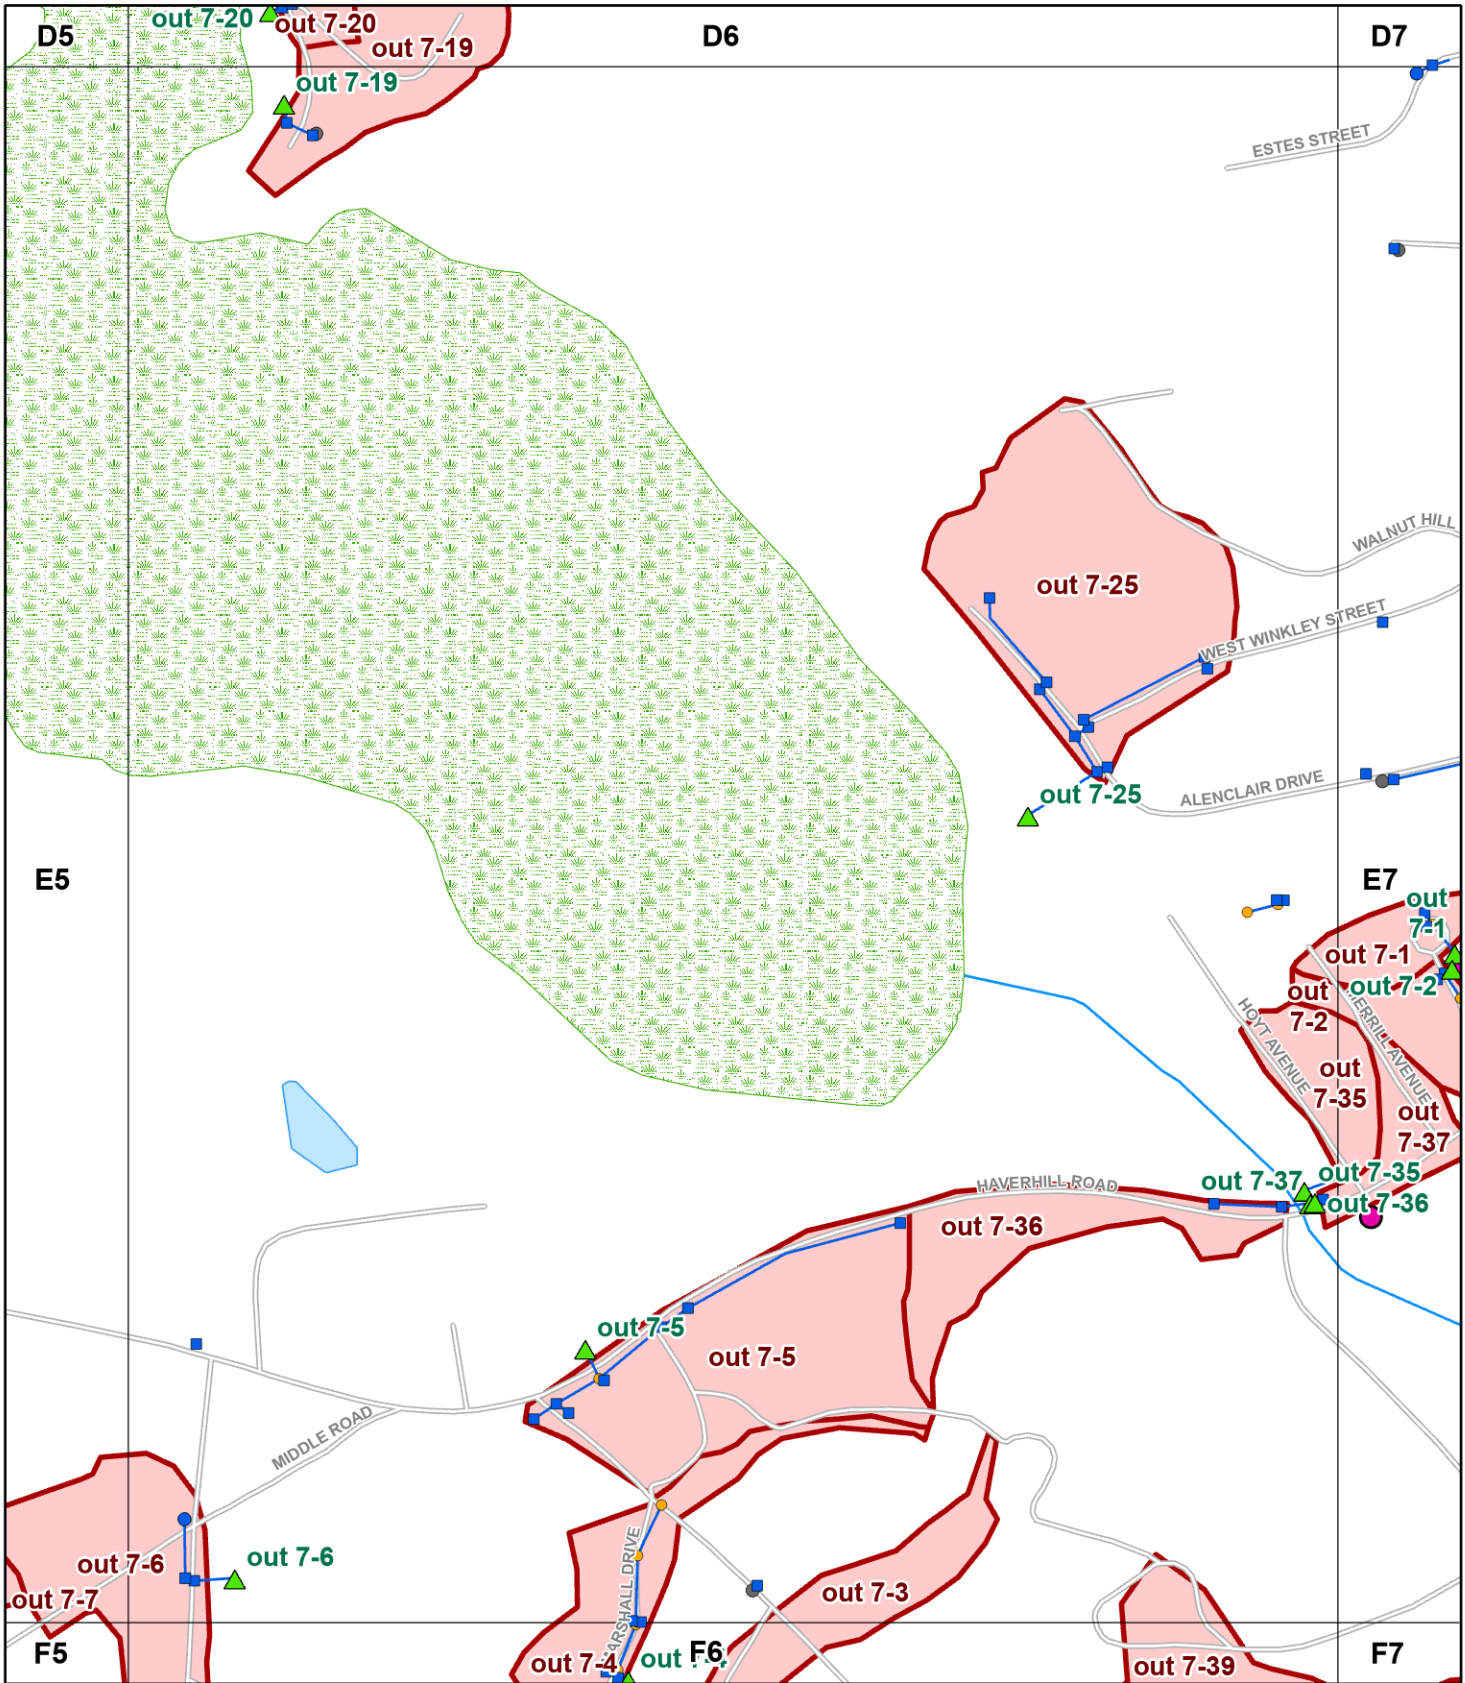 out 7-20
out 7-20
D5
out 7-19
D6
D7
out 7-19
ESTES STREET
WALNUT HILL
out 7-25
WEST WINKLEY STREET
out 7-25
ALENCLAIR DRIVE
E5
E7
out
7-1
out 7-1
out 7-2
out
7-2
HOYT AVENUE
MERRILL AVENUE
out
7-35
out
7-37
out 7-37
out 7-35
out 7-36
HAVERHILL ROAD
out 7-36
out 7-5
out 7-5
MIDDLE ROAD
out 7-6
out 7-6
out 7-7
MARSHALL DRIVE
out 7-3
F5
out 7-4
out 7-4
F6
F7
out 7-39